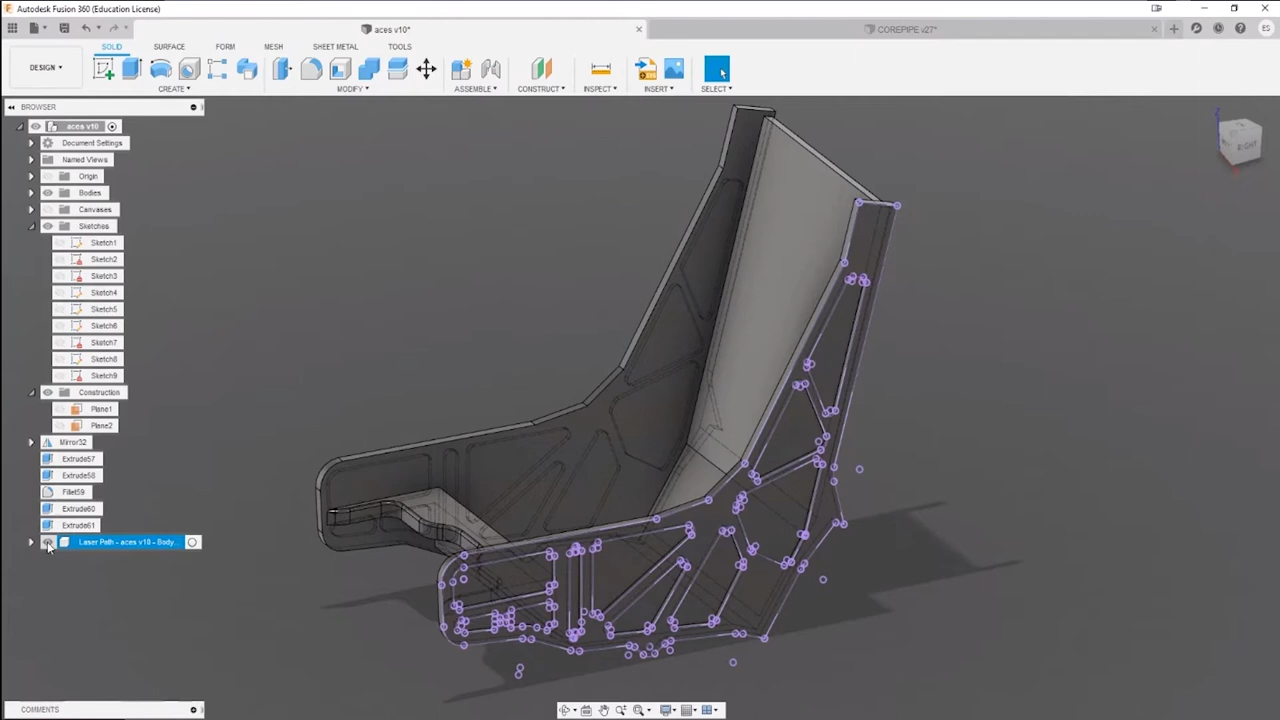 Autodesk Fusion 360 (Education License)
aces v10*
COREPIPE v27*
ES
DESIGN
SOLID
SURFACE
FORM
MESH
SHEET METAL
TOOLS
CREATE
MODIFY
ASSEMBLE
CONSTRUCT
INSPECT
INSERT
SELECT
BROWSER
aces v10
Document Settings
Named Views
Origin
Bodies
Canvases
Sketches
Sketch1
Sketch2
Sketch3
Sketch4
Sketch5
Sketch6
Sketch7
Sketch8
Sketch9
Construction
Plane1
Plane2
Mirror32
Extrude57
Extrude58
Fillet59
Extrude60
Extrude61
Laser Path - aces v10 - Body...
RIGHT
COMMENTS